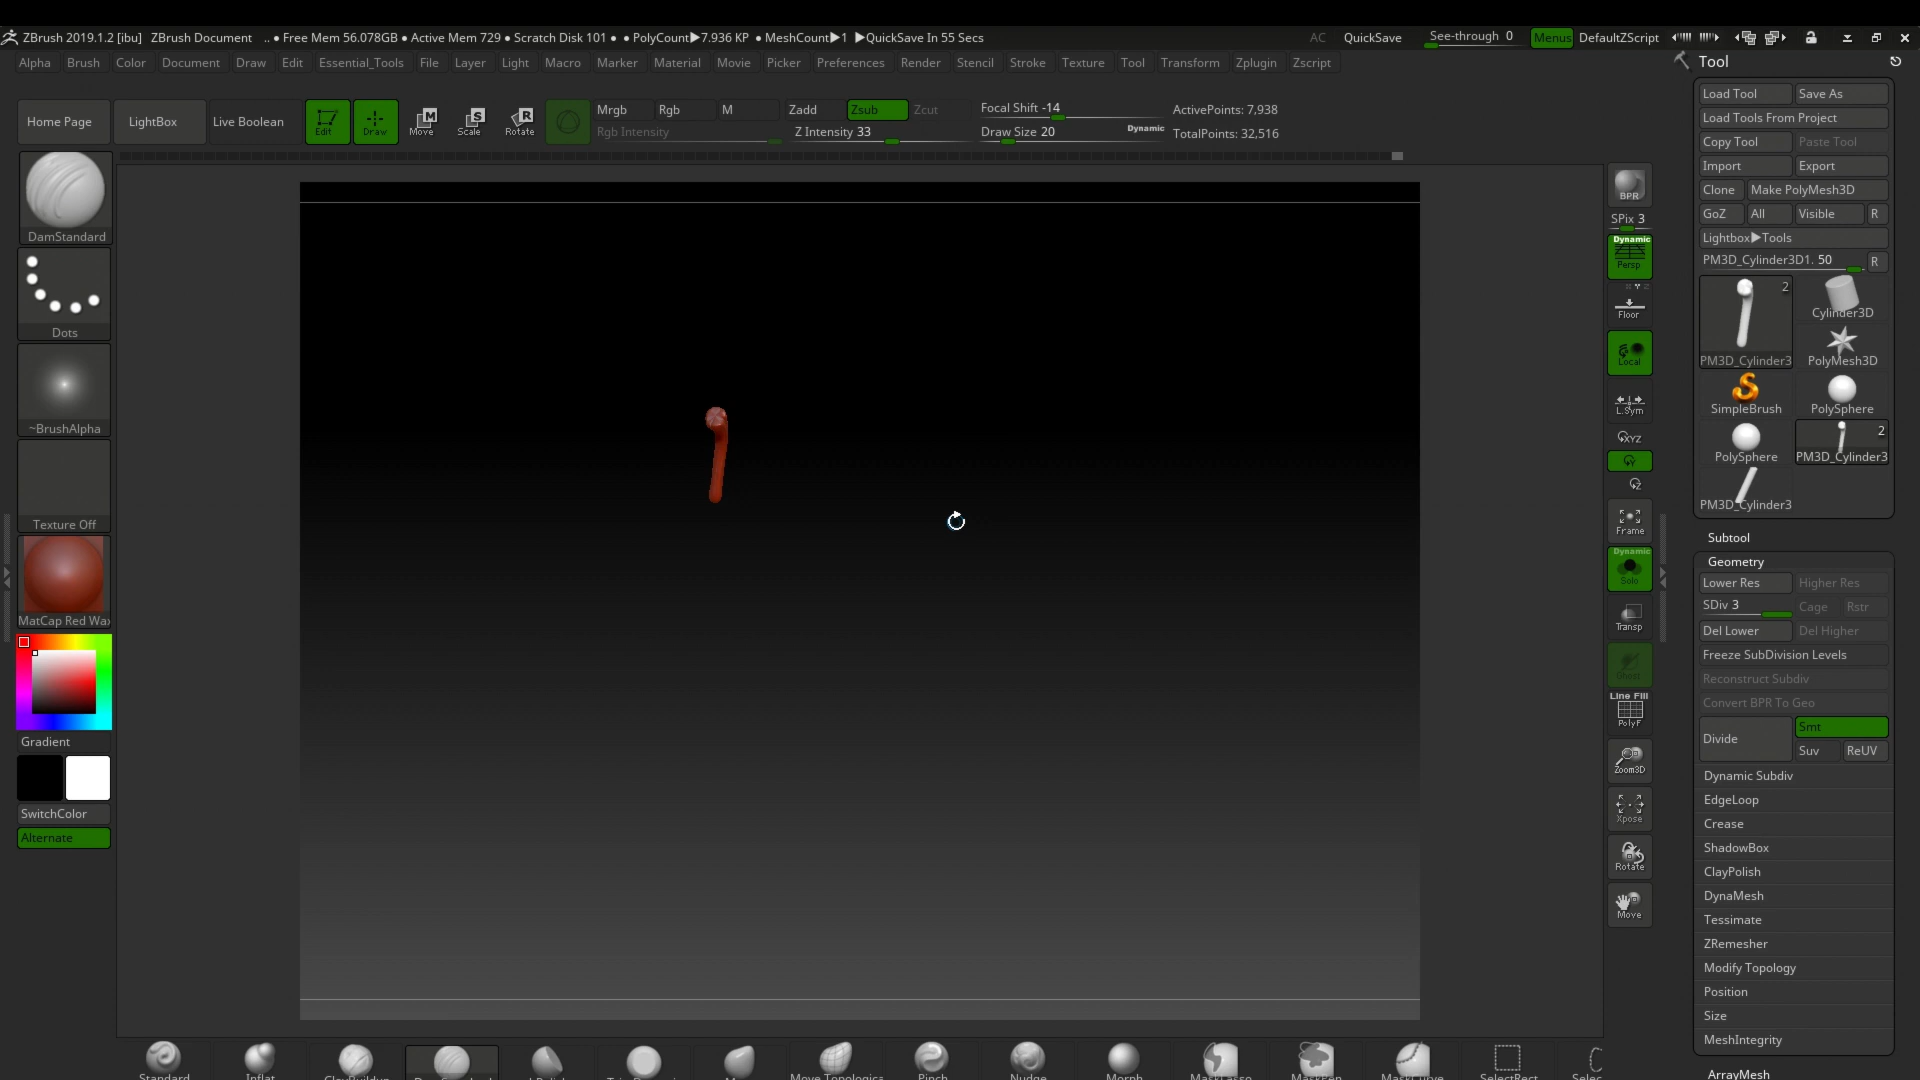 ZBrush 2019.1.2 [ibu] ZBrush Document .. ● Free Mem 56.078GB ● Active Mem 729 ● Scratch Disk 101 ● ● PolyCount▶7.936 KP ● MeshCount▶1 ▶QuickSave In 55 Secs AC QuickSave See-through 0 Menus DefaultZScript
Alpha Brush Color Document Draw Edit Essential_Tools File Layer Light Macro Marker Material Movie Picker Preferences Render Stencil Stroke Texture Tool Transform Zplugin Zscript
Home Page LightBox Live Boolean Edit Draw Move Scale Rotate
Mrgb Rgb M Zadd Zsub Zcut Focal Shift -14 ActivePoints: 7,938
Rgb Intensity Z Intensity 33 Draw Size 20 Dynamic TotalPoints: 32,516
DamStandard
Dots
~BrushAlpha
Texture Off
MatCap Red Wax
Gradient
SwitchColor
Alternate
BPR
SPix 3
Dynamic
Persp
Floor
Local
L.Sym
XYZ
Y
Z
Frame
Dynamic
Solo
Transp
Ghost
Line Fill
PolyF
Zoom3D
Xpose
Rotate
Move
Tool
Load Tool Save As
Load Tools From Project
Copy Tool Paste Tool
Import Export
Clone Make PolyMesh3D
GoZ All Visible R
Lightbox▶Tools
PM3D_Cylinder3D1. 50 R
2
Cylinder3D
PM3D_Cylinder3 PolyMesh3D
SimpleBrush PolySphere
2
PolySphere PM3D_Cylinder3
PM3D_Cylinder3
Subtool
Geometry
Lower Res Higher Res
SDiv 3 Cage Rstr
Del Lower Del Higher
Freeze SubDivision Levels
Reconstruct Subdiv
Convert BPR To Geo
Divide Smt
Suv ReUV
Dynamic Subdiv
EdgeLoop
Crease
ShadowBox
ClayPolish
DynaMesh
Tessimate
ZRemesher
Modify Topology
Position
Size
MeshIntegrity
ArrayMesh
Standard Inflat Move Topologica Pinch Nudge Morph MaskLasso MaskPen MaskCurve SelectRect Selec